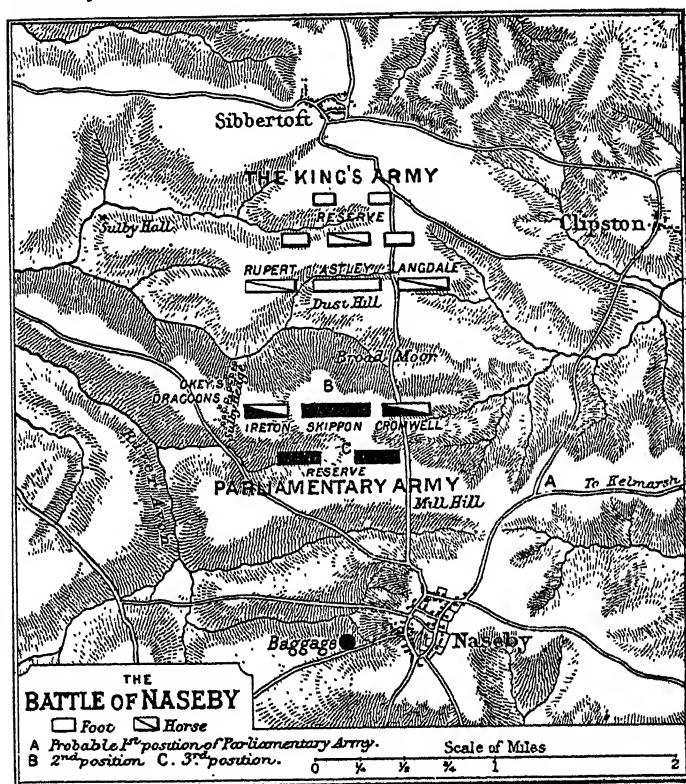 Sibbertoft
THE KING'S ARMY
RESERVE
Clipston
Sulby Hall
RUPERT ASTLEY LANGDALE
Dust Hill
Broad Moor
OKEY'S
DRAGOONS
B
IRETON SKIPPON CROMWELL
C
RESERVE
PARLIAMENTARY ARMY
A To Kelmarsh
Mill Hill
Baggage
Naseby
THE
BATTLE OF NASEBY
Foot Horse
A Probable 1st position of Parliamentary Army.
B 2nd position C. 3rd position.
Scale of Miles
0 ¼ ½ ¾ 1 2